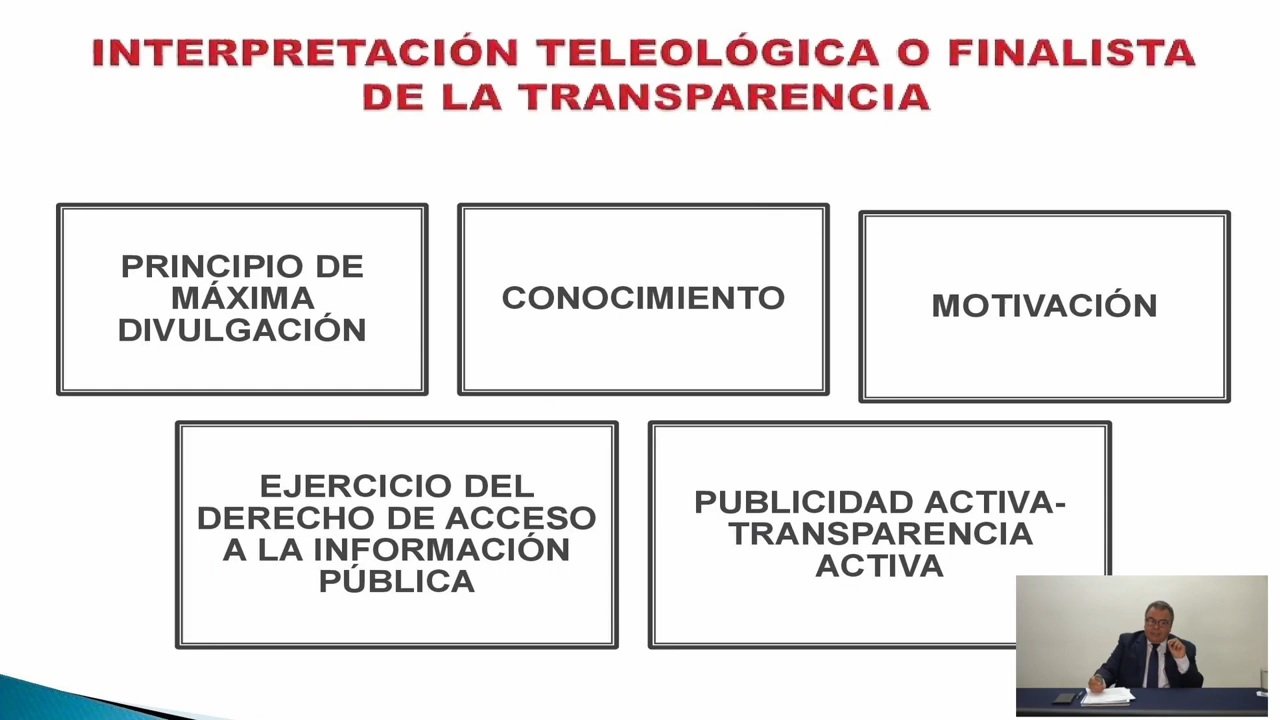 INTERPRETACIÓN TELEOLÓGICA O FINALISTA
DE LA TRANSPARENCIA
PRINCIPIO DE
MÁXIMA
DIVULGACIÓN
CONOCIMIENTO
MOTIVACIÓN
EJERCICIO DEL
DERECHO DE ACCESO
A LA INFORMACIÓN
PÚBLICA
PUBLICIDAD ACTIVA-
TRANSPARENCIA
ACTIVA